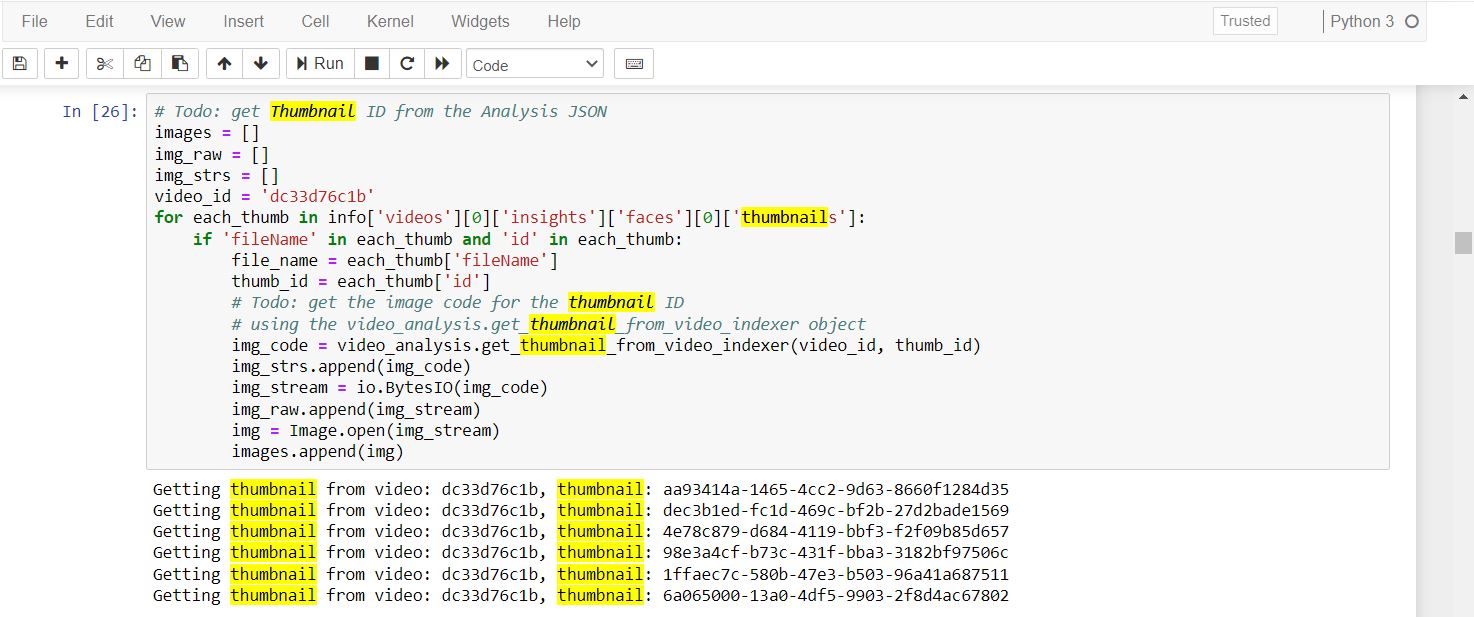 File Edit View Insert Cell Kernel Widgets Help Trusted Python 3
Run Code
In [26]:
# Todo: get Thumbnail ID from the Analysis JSON
images = []
img_raw = []
img_strs = []
video_id = 'dc33d76c1b'
for each_thumb in info['videos'][0]['insights']['faces'][0]['thumbnails']:
    if 'fileName' in each_thumb and 'id' in each_thumb:
        file_name = each_thumb['fileName']
        thumb_id = each_thumb['id']
        # Todo: get the image code for the thumbnail ID
        # using the video_analysis.get_thumbnail_from_video_indexer object
        img_code = video_analysis.get_thumbnail_from_video_indexer(video_id, thumb_id)
        img_strs.append(img_code)
        img_stream = io.BytesIO(img_code)
        img_raw.append(img_stream)
        img = Image.open(img_stream)
        images.append(img)
Getting thumbnail from video: dc33d76c1b, thumbnail: aa93414a-1465-4cc2-9d63-8660f1284d35
Getting thumbnail from video: dc33d76c1b, thumbnail: dec3b1ed-fc1d-469c-bf2b-27d2bade1569
Getting thumbnail from video: dc33d76c1b, thumbnail: 4e78c879-d684-4119-bbf3-f2f09b85d657
Getting thumbnail from video: dc33d76c1b, thumbnail: 98e3a4cf-b73c-431f-bba3-3182bf97506c
Getting thumbnail from video: dc33d76c1b, thumbnail: 1ffaec7c-580b-47e3-b503-96a41a687511
Getting thumbnail from video: dc33d76c1b, thumbnail: 6a065000-13a0-4df5-9903-2f8d4ac67802